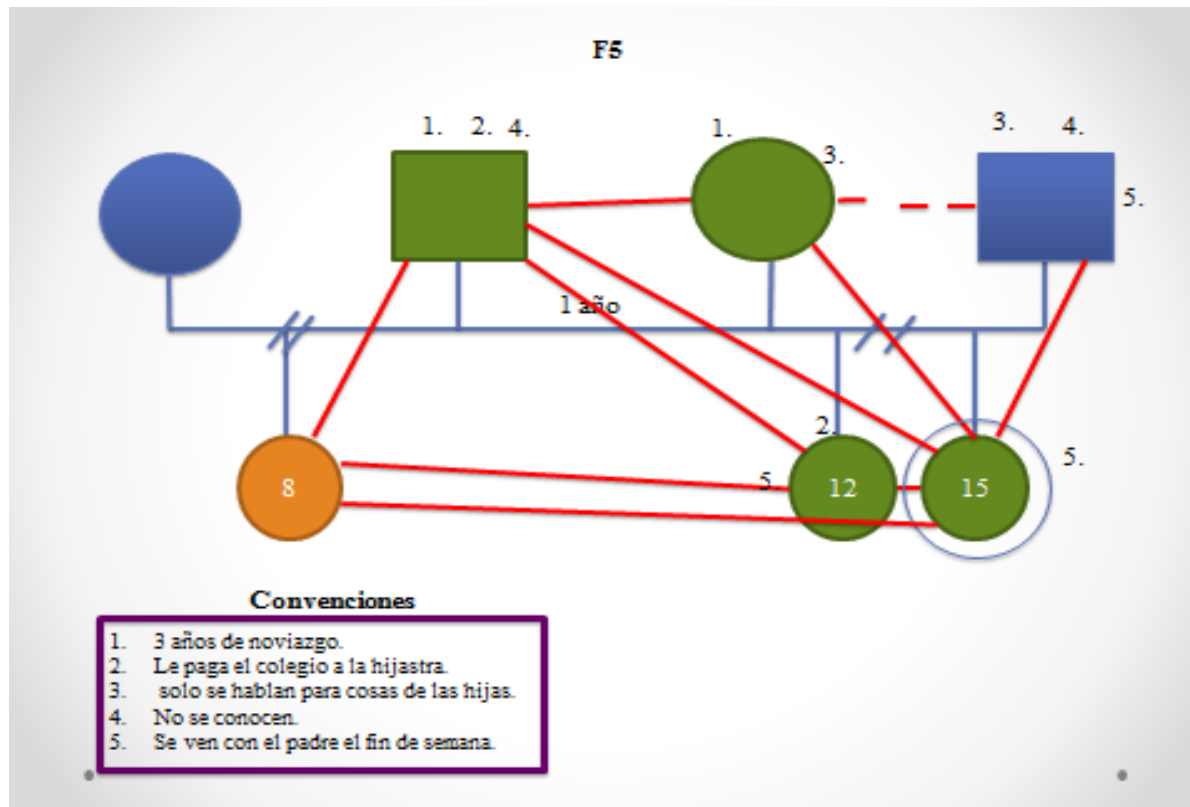 F5
1. 2. 4.
1.
3.
3. 4.
5.
1 año
2.
5.
5.
8
12
15
Convenciones
1. 3 años de noviazgo.
2. Le paga el colegio a la hijastra.
3. solo se hablan para cosas de las hijas.
4. No se conocen.
5. Se ven con el padre el fin de semana.